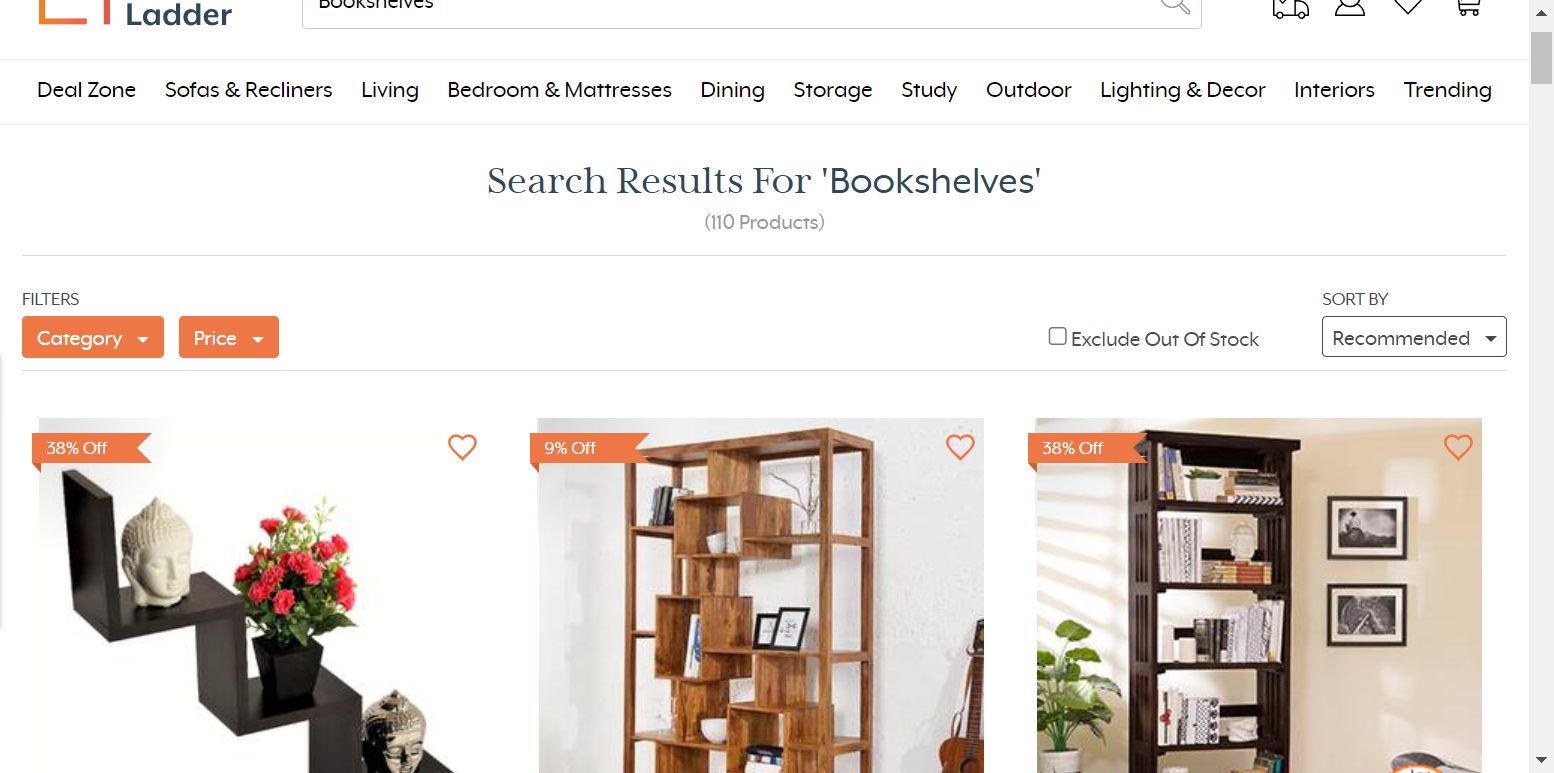 Ladder
Bookshelves
Deal Zone Sofas & Recliners Living Bedroom & Mattresses Dining Storage Study Outdoor Lighting & Decor Interiors Trending
Search Results For 'Bookshelves'
(110 Products)
FILTERS
SORT BY
Category
Price
Exclude Out Of Stock
Recommended
38% Off
9% Off
38% Off